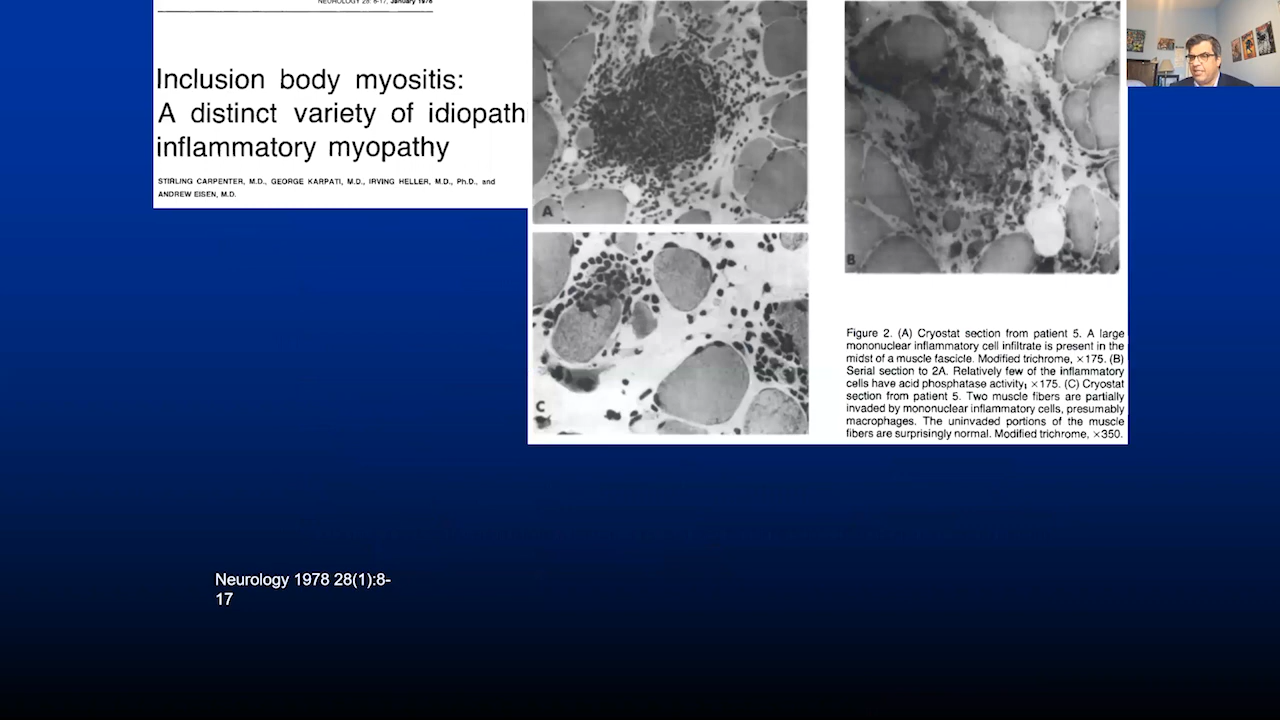 NEUROLOGY 28: 8-17, January 1978
Inclusion body myositis:
A distinct variety of idiopath
inflammatory myopathy
STIRLING CARPENTER, M.D., GEORGE KARPATI, M.D., IRVING HELLER, M.D., Ph.D., and
ANDREW EISEN, M.D.
A
B
C
Figure 2. (A) Cryostat section from patient 5. A large
mononuclear inflammatory cell infiltrate is present in the
midst of a muscle fascicle. Modified trichrome, ×175. (B)
Serial section to 2A. Relatively few of the inflammatory
cells have acid phosphatase activity, ×175. (C) Cryostat
section from patient 5. Two muscle fibers are partially
invaded by mononuclear inflammatory cells, presumably
macrophages. The uninvaded portions of the muscle
fibers are surprisingly normal. Modified trichrome, ×350.
Neurology 1978 28(1):8-
17